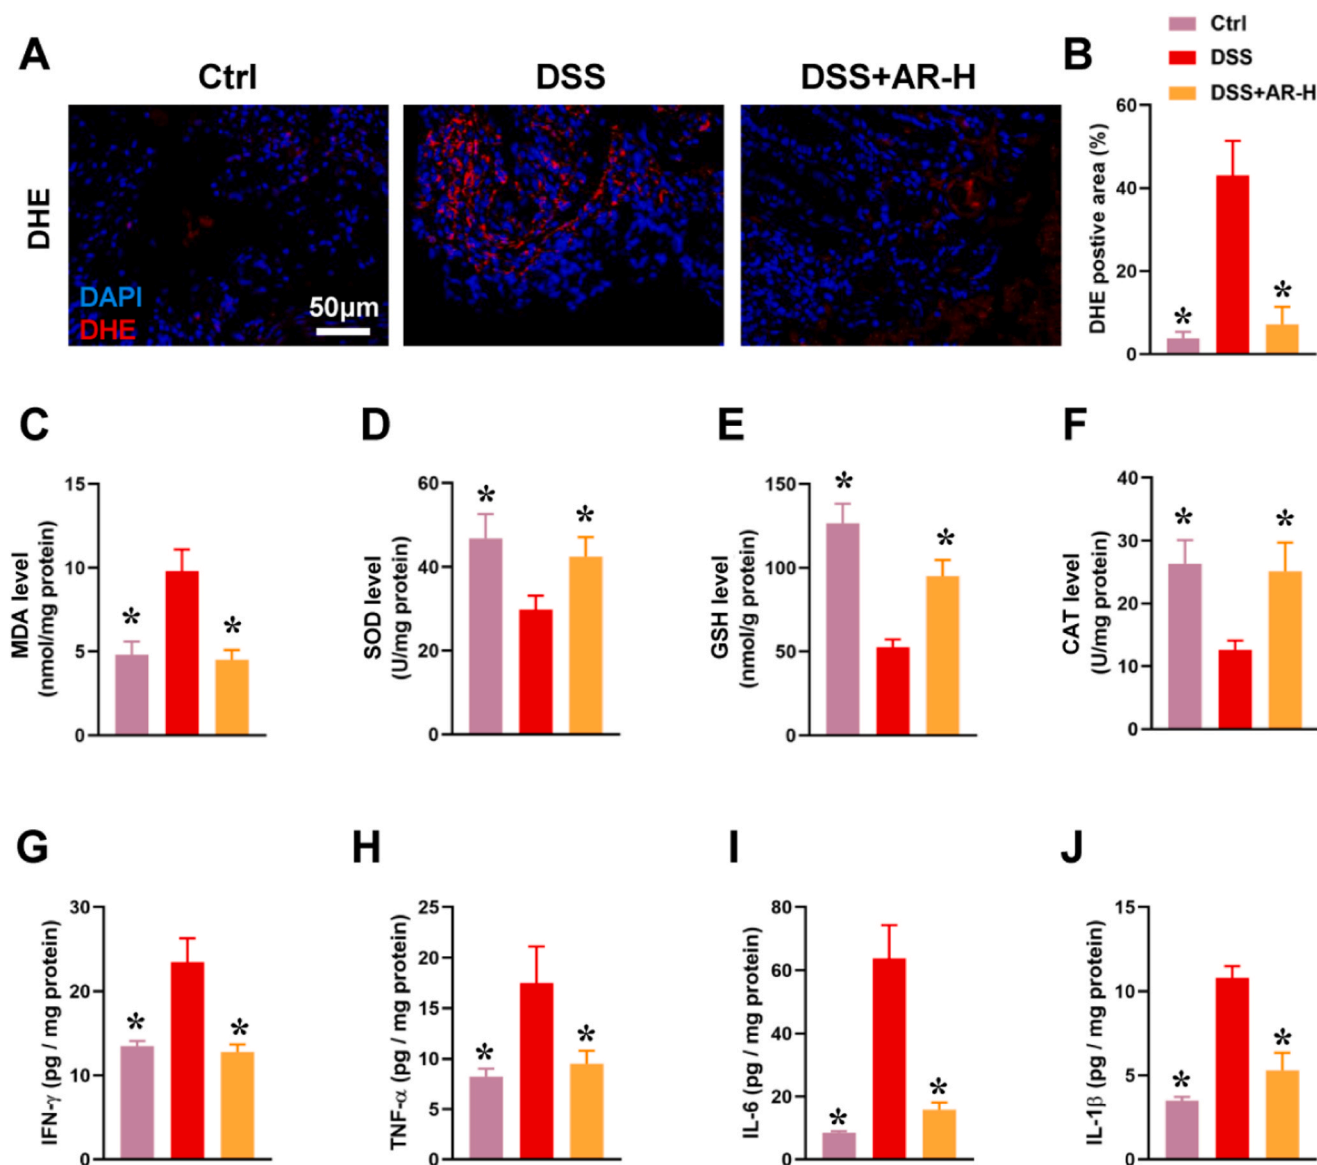 A
Ctrl
DSS
DSS+AR-H
DHE
DAPI
DHE
50μm
B
Ctrl
DSS
DSS+AR-H
DHE postive area (%)
60
40
20
0
*
*
C
MDA level
(nmol/mg protein)
15
10
5
0
*
*
D
SOD level
(U/mg protein)
60
40
20
0
*
*
E
GSH level
(nmol/g protein)
150
100
50
0
*
*
F
CAT level
(U/mg protein)
40
30
20
10
0
*
*
G
IFN-γ (pg / mg protein)
30
20
10
0
*
*
H
TNF-α (pg / mg protein)
25
20
15
10
5
0
*
*
I
IL-6 (pg / mg protein)
80
60
40
20
0
*
*
J
IL-1β (pg / mg protein)
15
10
5
0
*
*